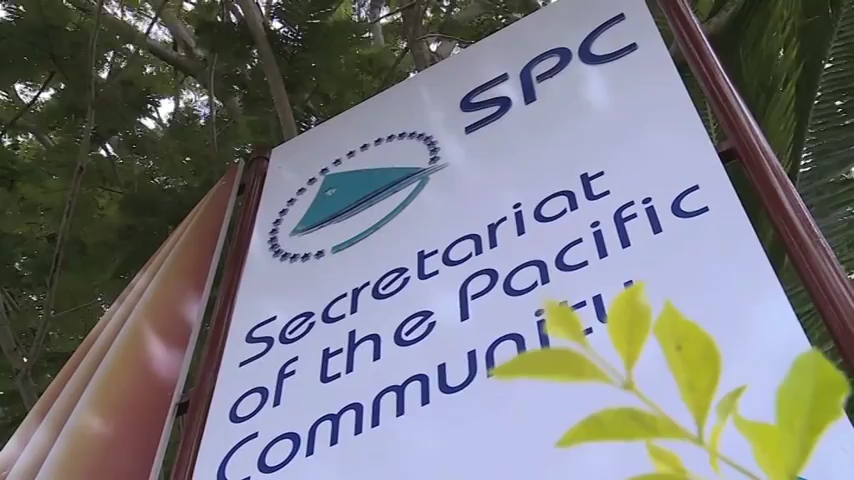 SPC
Secretariat
of the Pacific
Community